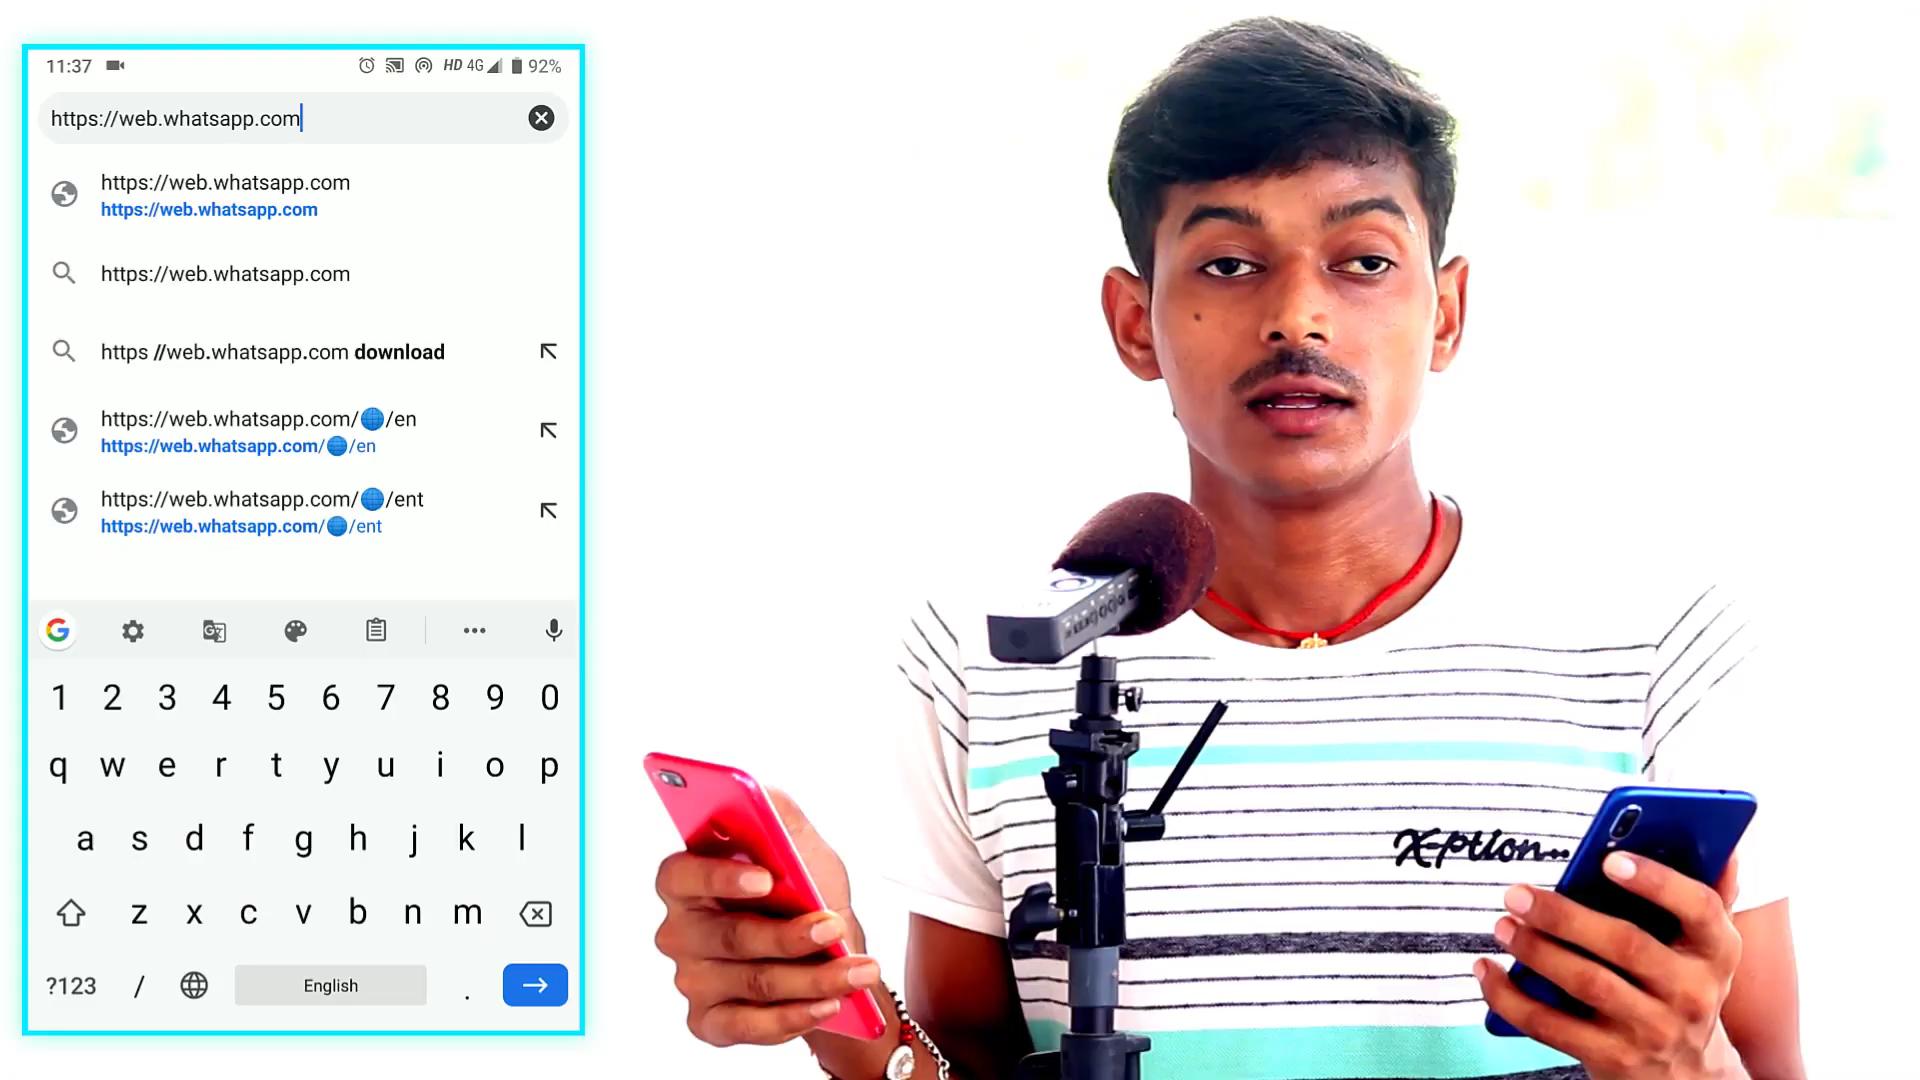 11:37 HD 4G 92%
https://web.whatsapp.com
https://web.whatsapp.com
https://web.whatsapp.com
https://web.whatsapp.com
https //web.whatsapp.com download
https://web.whatsapp.com/🌐/en
https://web.whatsapp.com/🌐/en
https://web.whatsapp.com/🌐/ent
https://web.whatsapp.com/🌐/ent
1 2 3 4 5 6 7 8 9 0
q w e r t y u i o p
a s d f g h j k l
z x c v b n m
?123 / English .
X-ption..